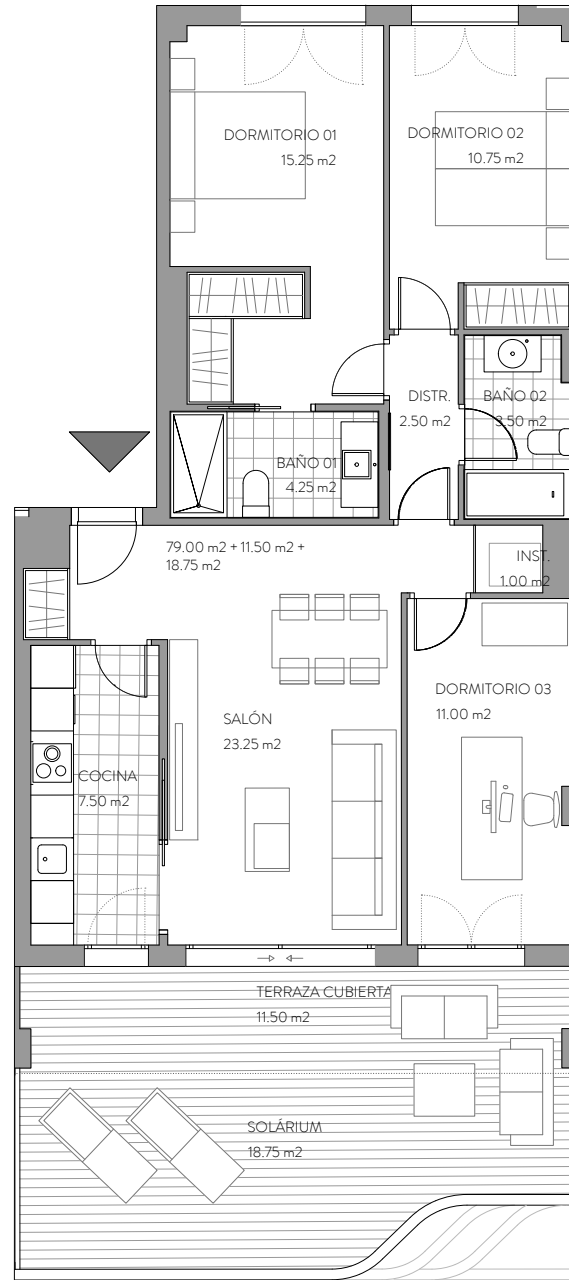 DORMITORIO 01
15.25 m2
DORMITORIO 02
10.75 m2
DISTR.
2.50 m2
BAÑO 02
3.50 m2
BAÑO 01
4.25 m2
79.00 m2 + 11.50 m2 +
18.75 m2
INST.
1.00 m2
DORMITORIO 03
11.00 m2
SALÓN
23.25 m2
COCINA
7.50 m2
TERRAZA CUBIERTA
11.50 m2
SOLÁRIUM
18.75 m2